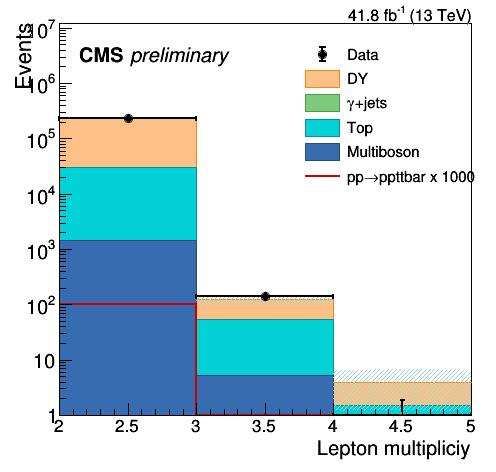 41.8 fb⁻¹ (13 TeV)
Events
CMS preliminary
Data
DY
γ+jets
Top
Multiboson
pp→ppttbar x 1000
10⁷
10⁶
10⁵
10⁴
10³
10²
10
1
2 2.5 3 3.5 4 4.5 5
Lepton multipliciy